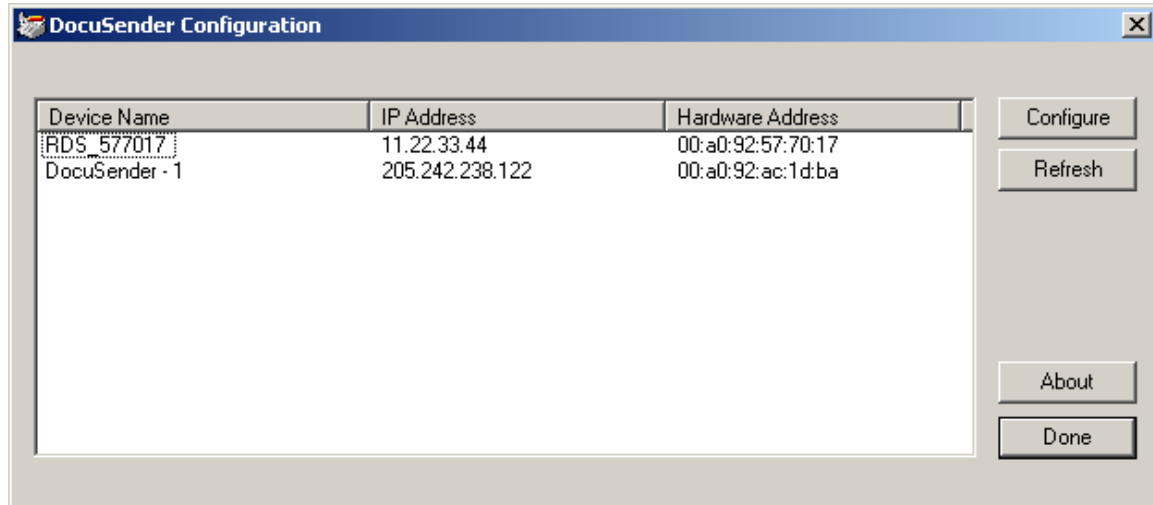 DocuSender Configuration
Device Name IP Address Hardware Address
RDS_577017 11.22.33.44 00:a0:92:57:70:17
DocuSender - 1 205.242.238.122 00:a0:92:ac:1d:ba
Configure
Refresh
About
Done